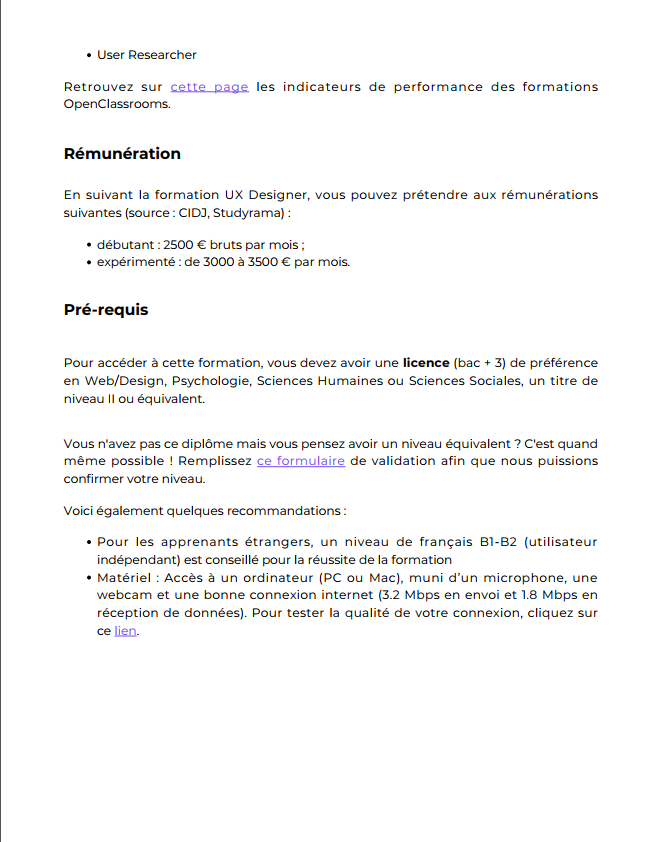 • User Researcher
Retrouvez sur cette page les indicateurs de performance des formations
OpenClassrooms.
Rémunération
En suivant la formation UX Designer, vous pouvez prétendre aux rémunérations
suivantes (source : CIDJ, Studyrama) :
• débutant : 2500 € bruts par mois ;
• expérimenté : de 3000 à 3500 € par mois.
Pré-requis
Pour accéder à cette formation, vous devez avoir une licence (bac + 3) de préférence
en Web/Design, Psychologie, Sciences Humaines ou Sciences Sociales, un titre de
niveau II ou équivalent.
Vous n'avez pas ce diplôme mais vous pensez avoir un niveau équivalent ? C'est quand
même possible ! Remplissez ce formulaire de validation afin que nous puissions
confirmer votre niveau.
Voici également quelques recommandations :
• Pour les apprenants étrangers, un niveau de français B1-B2 (utilisateur
indépendant) est conseillé pour la réussite de la formation
• Matériel : Accès à un ordinateur (PC ou Mac), muni d’un microphone, une
webcam et une bonne connexion internet (3.2 Mbps en envoi et 1.8 Mbps en
réception de données). Pour tester la qualité de votre connexion, cliquez sur
ce lien.